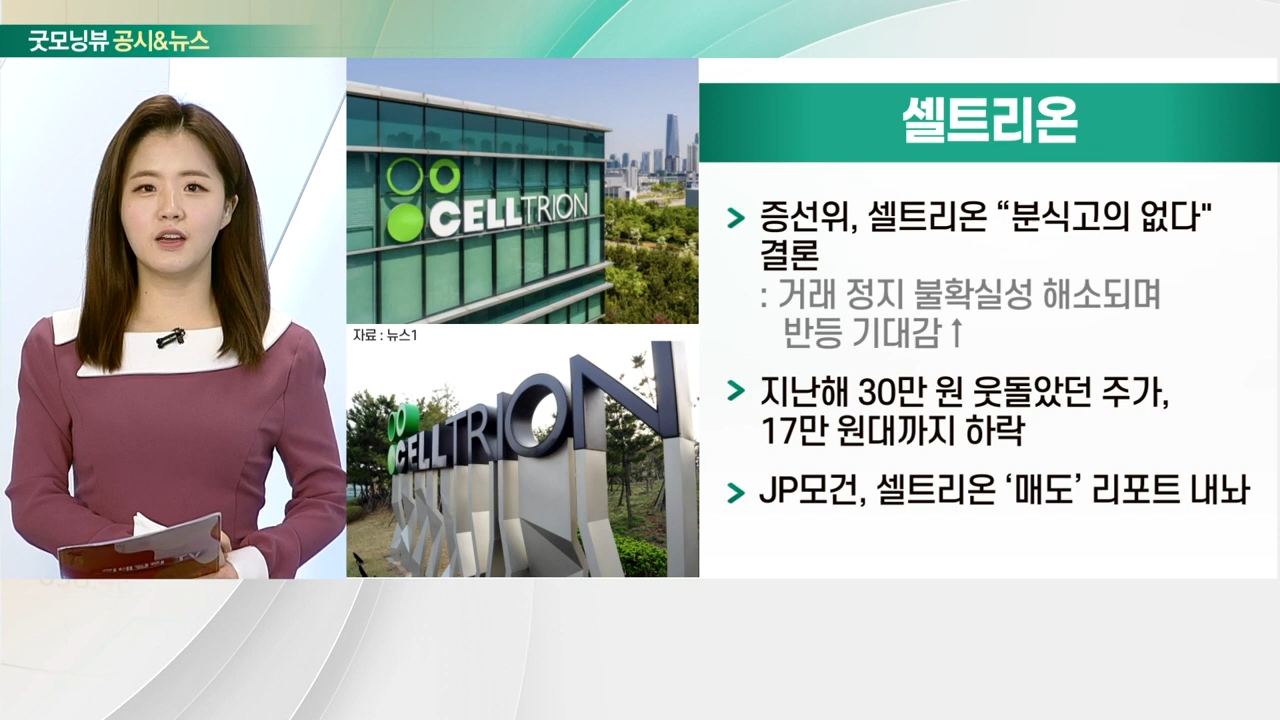 굿모닝뷰 공시&뉴스
CELLTRION
자료 : 뉴스1
CELLTRION
셀트리온
증선위, 셀트리온 “분식고의 없다"
결론
: 거래 정지 불확실성 해소되며
반등 기대감↑
지난해 30만 원 웃돌았던 주가,
17만 원대까지 하락
JP모건, 셀트리온 ‘매도’ 리포트 내놔